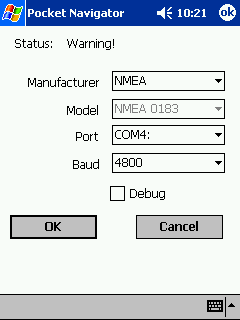 Pocket Navigator 10:21 ok
Status: Warning!
Manufacturer NMEA
Model NMEA 0183
Port COM4:
Baud 4800
Debug
OK Cancel